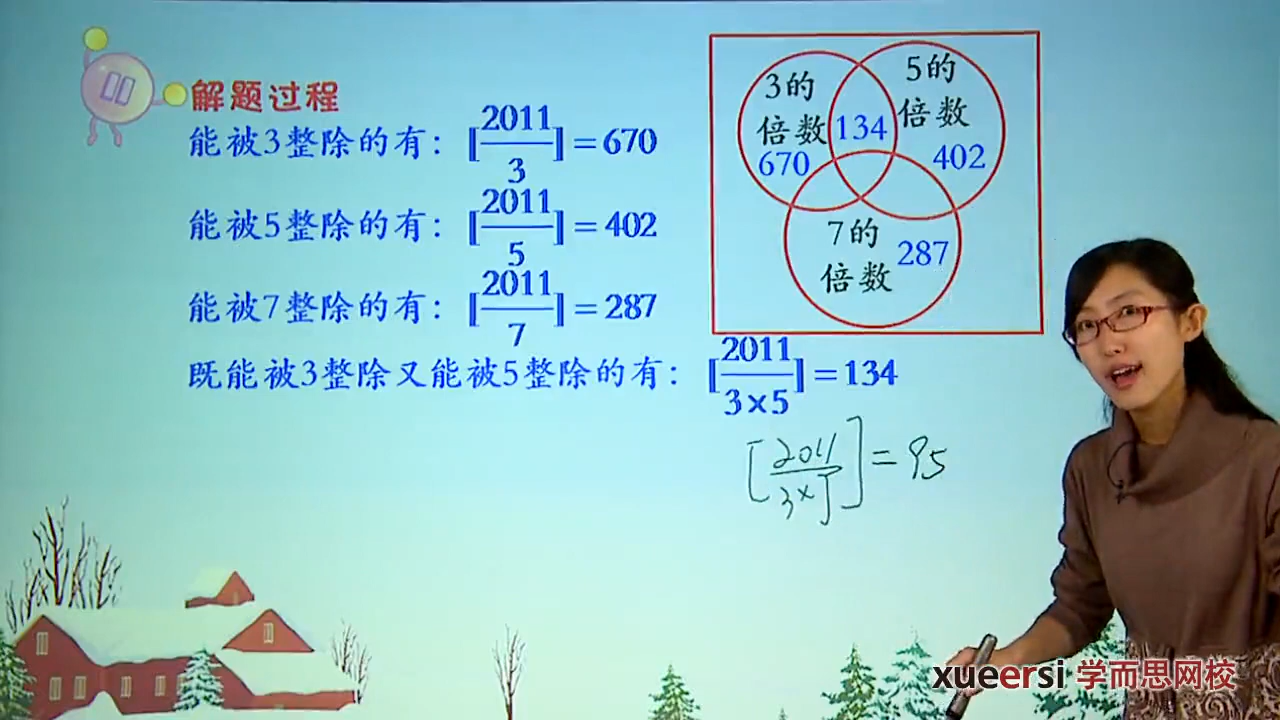 解题过程
能被3整除的有：[2011/3]=670
能被5整除的有：[2011/5]=402
能被7整除的有：[2011/7]=287
既能被3整除又能被5整除的有：[2011/3×5]=134
[2011/3×7]=95
3的
倍数
670
134
5的
倍数
402
7的
倍数
287
xueersi 学而思网校